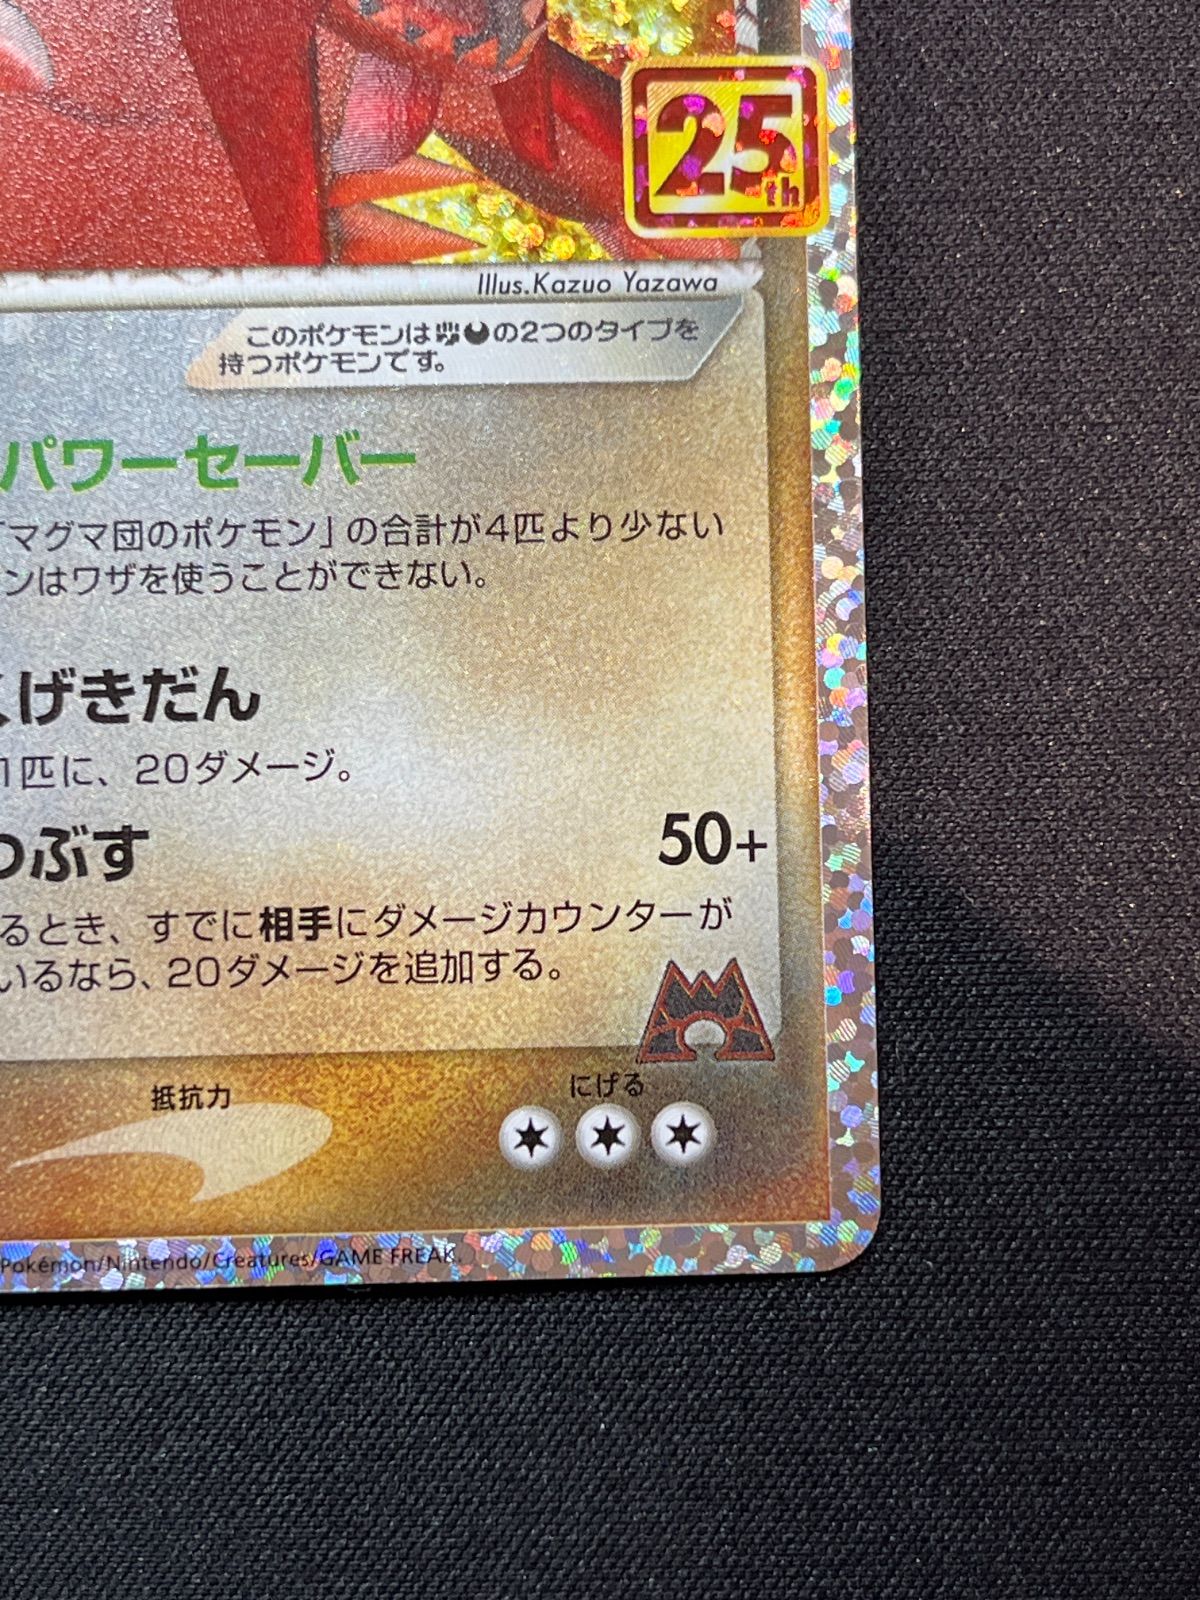 25th
Illus.Kazuo Yazawa
このポケモンはの2つのタイプを
持つポケモンです。
パワーセーバー
「マグマ団のポケモン」の合計が4匹より少ない
ンはワザを使うことができない。
くげきだん
1匹に、20ダメージ。
つぶす 50+
るとき、すでに相手にダメージカウンターが
いるなら、20ダメージを追加する。
抵抗力 にげる
Pokémon/Nintendo/Creatures/GAME FREAK.